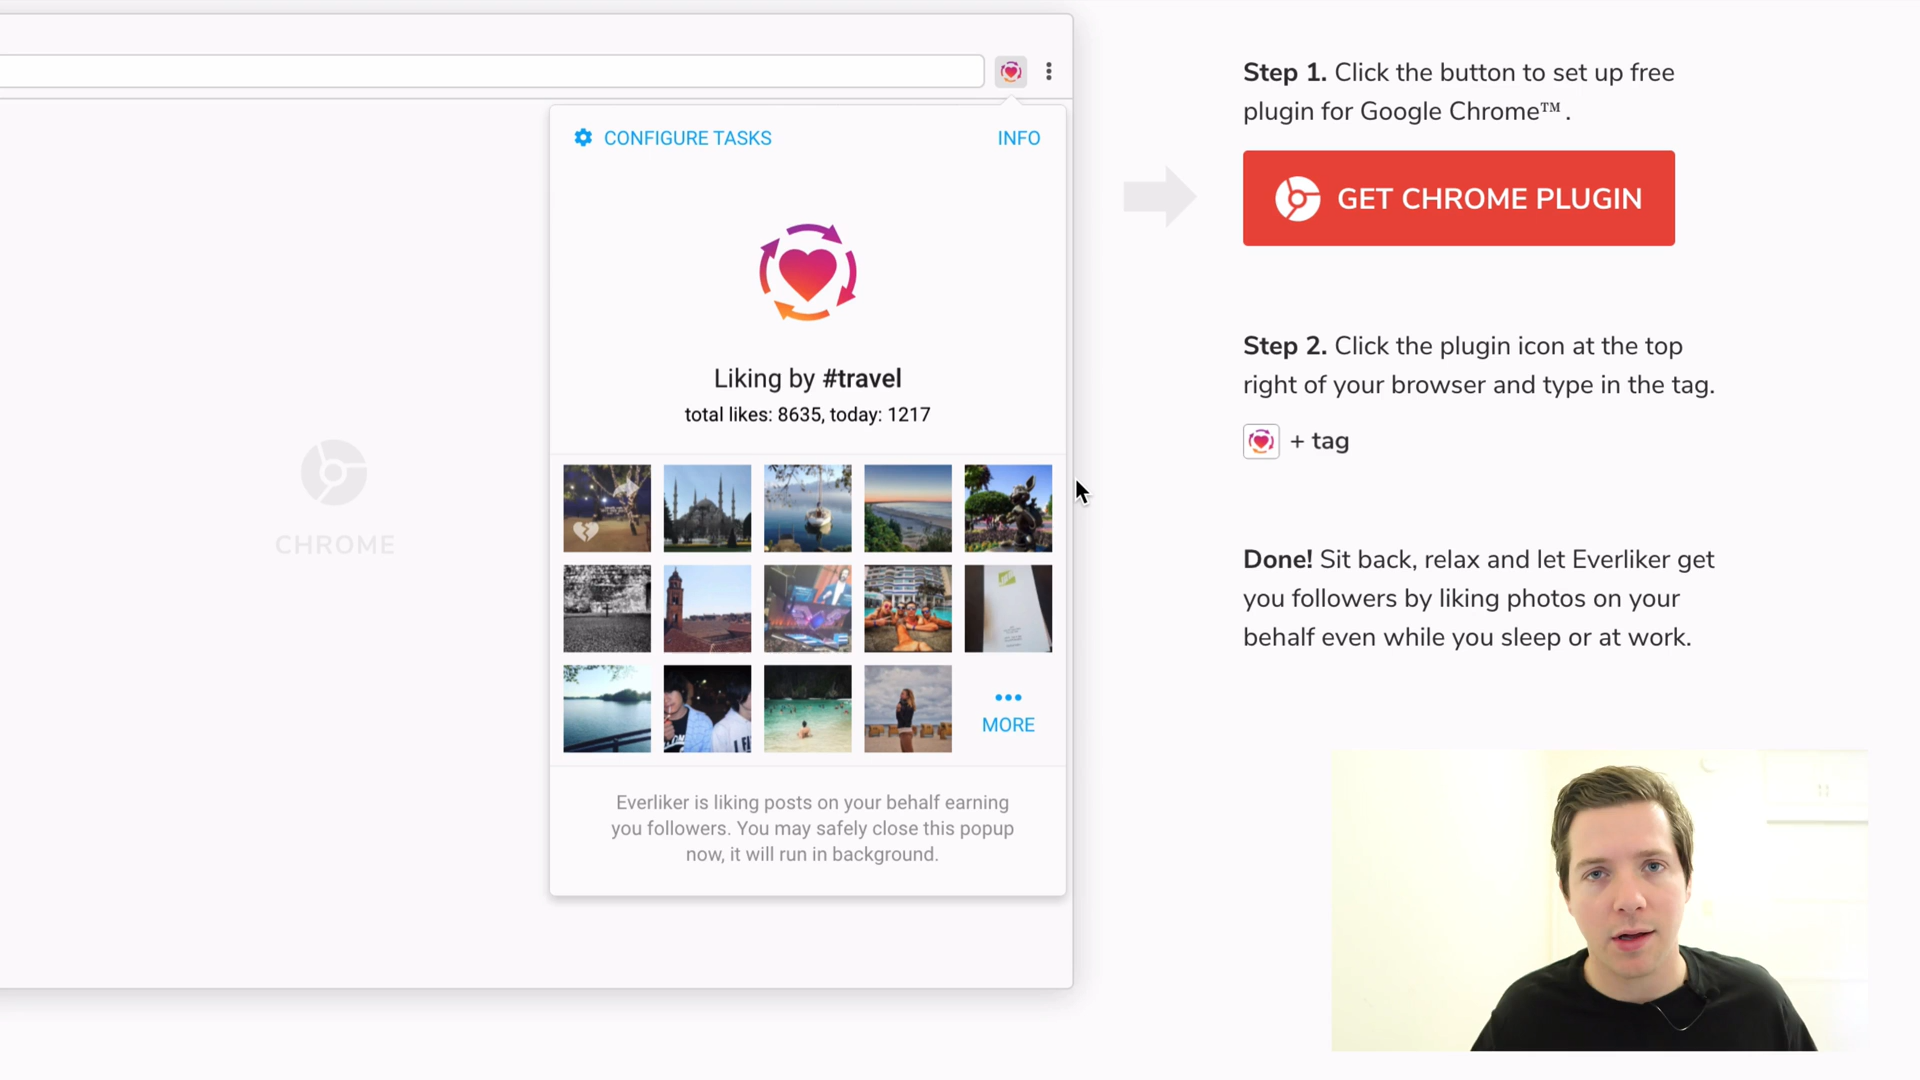 CONFIGURE TASKS
INFO
Liking by #travel
total likes: 8635, today: 1217
MORE
Everliker is liking posts on your behalf earning
you followers. You may safely close this popup
now, it will run in background.
CHROME
Step 1. Click the button to set up free
plugin for Google Chrome™ .
GET CHROME PLUGIN
Step 2. Click the plugin icon at the top
right of your browser and type in the tag.
+ tag
Done! Sit back, relax and let Everliker get
you followers by liking photos on your
behalf even while you sleep or at work.